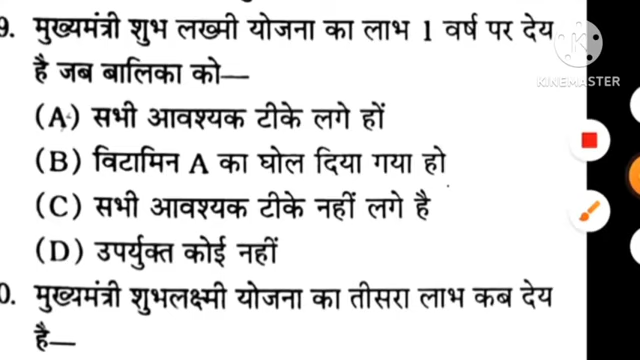 9. मुख्यमंत्री शुभ लख्मी योजना का लाभ 1 वर्ष पर देय
है जब बालिका को—
(A) सभी आवश्यक टीके लगे हों
(B) विटामिन A का घोल दिया गया हो
(C) सभी आवश्यक टीके नहीं लगे है
(D) उपर्युक्त कोई नहीं
0. मुख्यमंत्री शुभलक्ष्मी योजना का तीसरा लाभ कब देय
है—
KINEMASTER